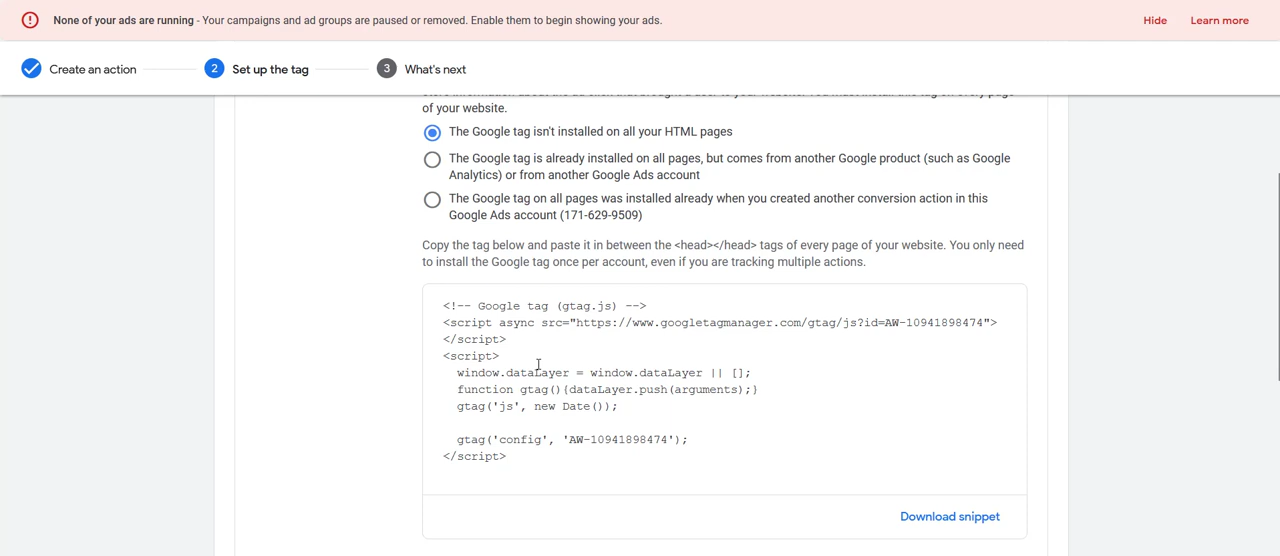 None of your ads are running - Your campaigns and ad groups are paused or removed. Enable them to begin showing your ads.
Hide
Learn more
Create an action
2
Set up the tag
3
What's next
of your website.
The Google tag isn't installed on all your HTML pages
The Google tag is already installed on all pages, but comes from another Google product (such as Google
Analytics) or from another Google Ads account
The Google tag on all pages was installed already when you created another conversion action in this
Google Ads account (171-629-9509)
Copy the tag below and paste it in between the <head></head> tags of every page of your website. You only need
to install the Google tag once per account, even if you are tracking multiple actions.
<!-- Google tag (gtag.js) -->
<script async src="https://www.googletagmanager.com/gtag/js?id=AW-10941898474">
</script>
<script>
window.dataLayer = window.dataLayer || [];
function gtag(){dataLayer.push(arguments);}
gtag('js', new Date());
gtag('config', 'AW-10941898474');
</script>
Download snippet